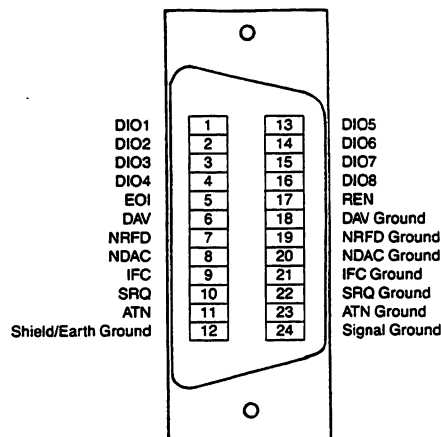 DIO1 1 13 DIO5
DIO2 2 14 DIO6
DIO3 3 15 DIO7
DIO4 4 16 DIO8
EOI 5 17 REN
DAV 6 18 DAV Ground
NRFD 7 19 NRFD Ground
NDAC 8 20 NDAC Ground
IFC 9 21 IFC Ground
SRQ 10 22 SRQ Ground
ATN 11 23 ATN Ground
Shield/Earth Ground 12 24 Signal Ground